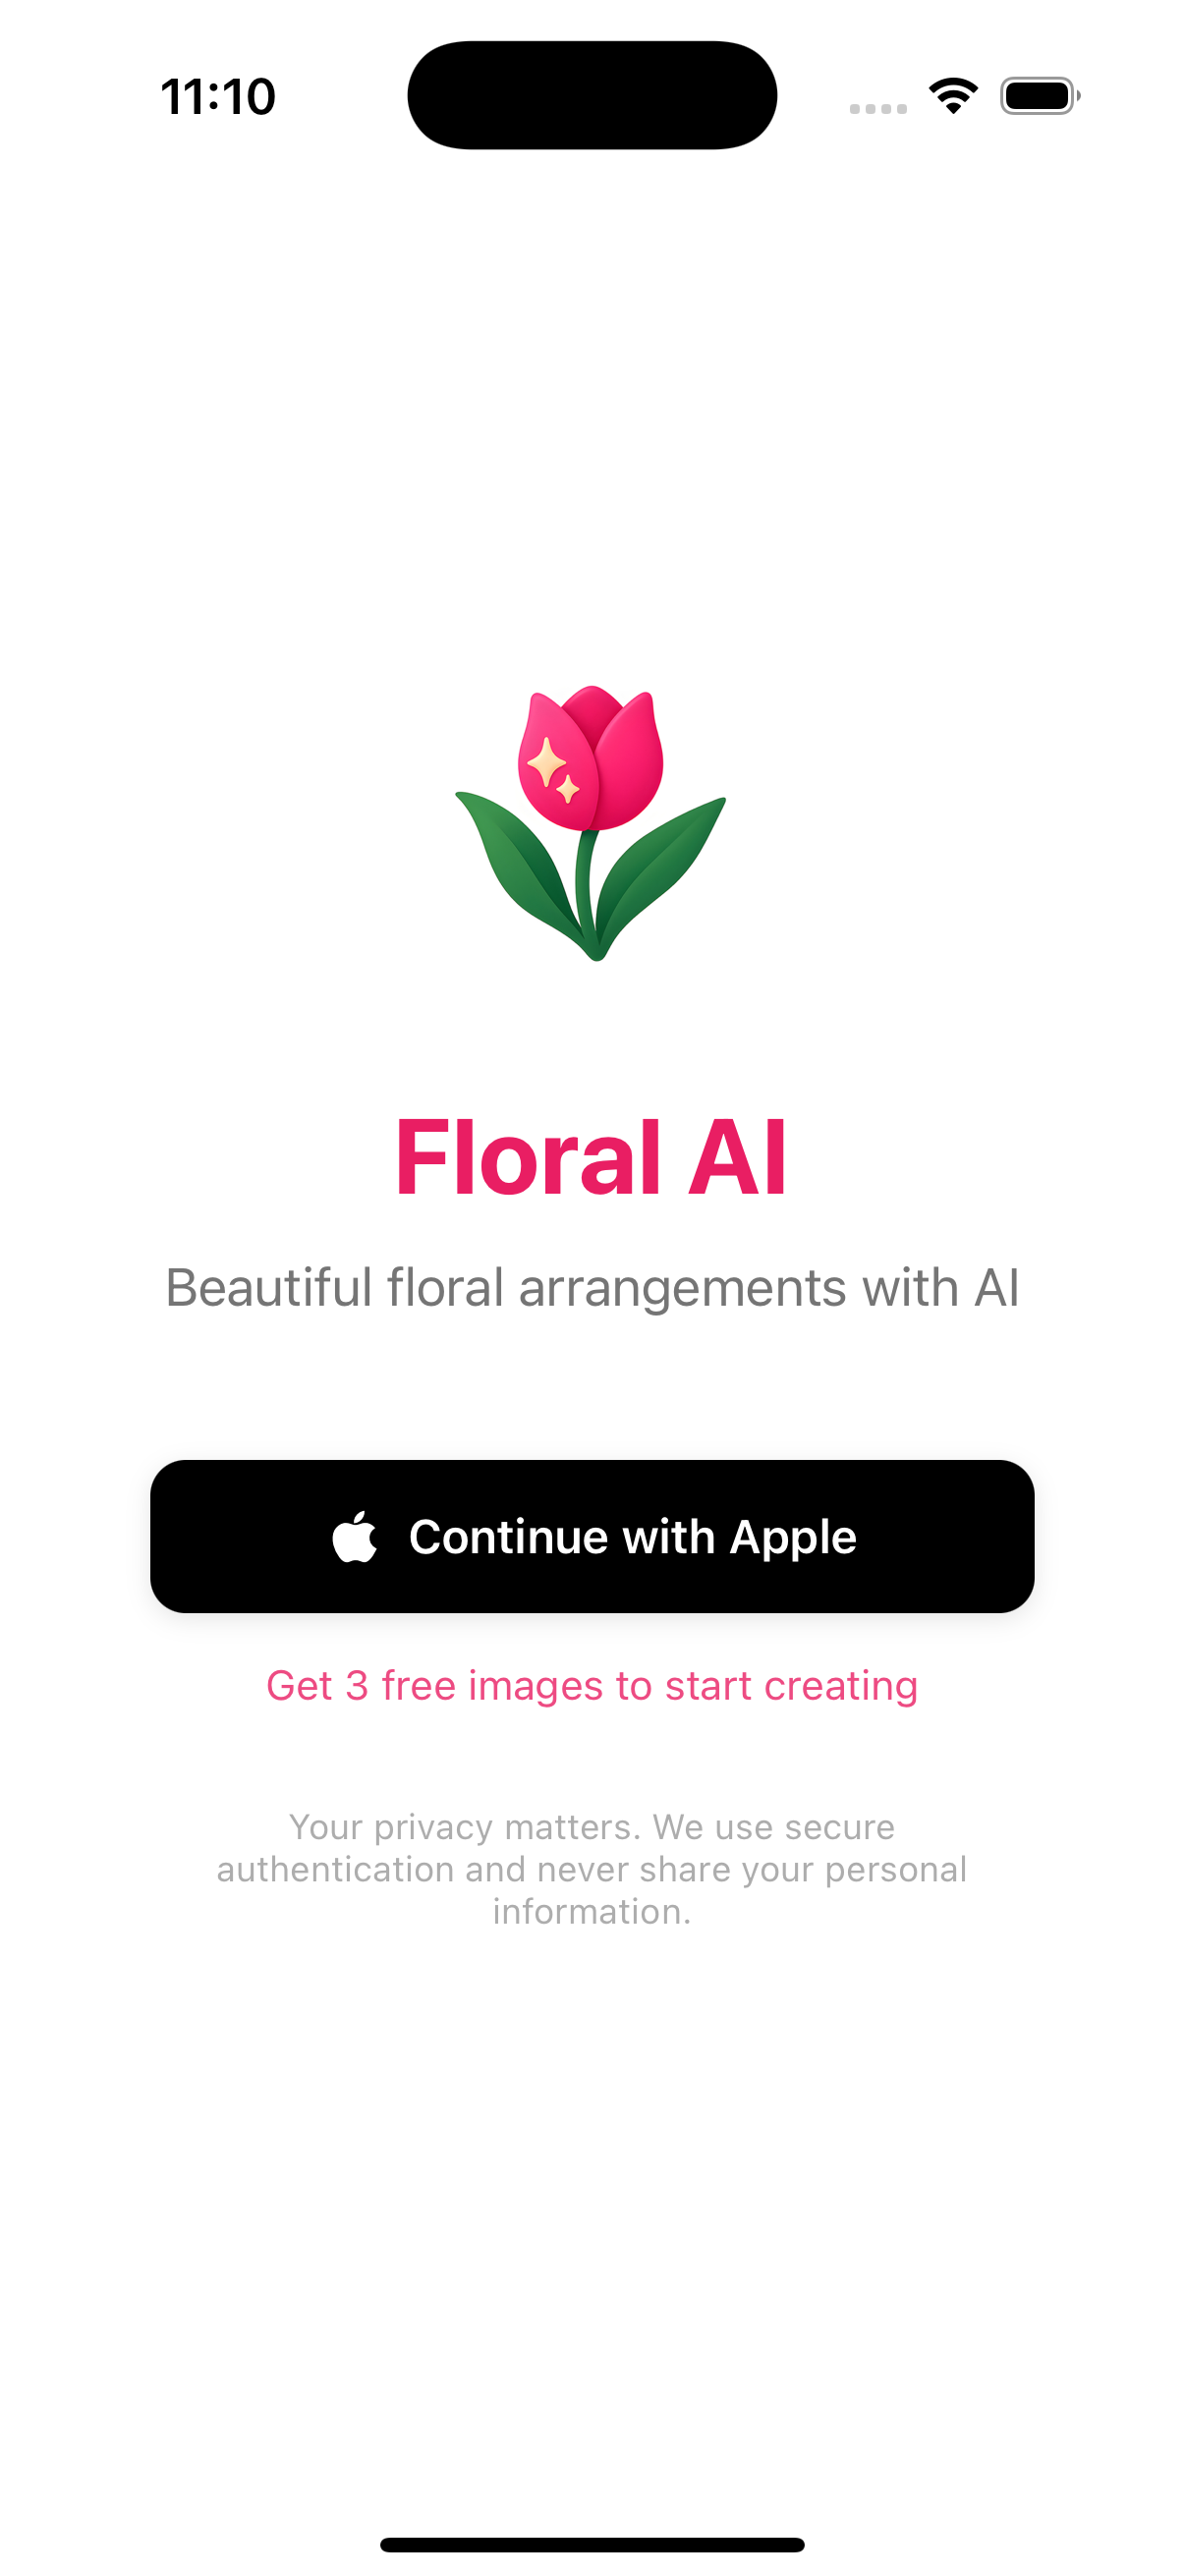 11:10
Floral AI
Beautiful floral arrangements with AI
Continue with Apple
Get 3 free images to start creating
Your privacy matters. We use secure
authentication and never share your personal
information.